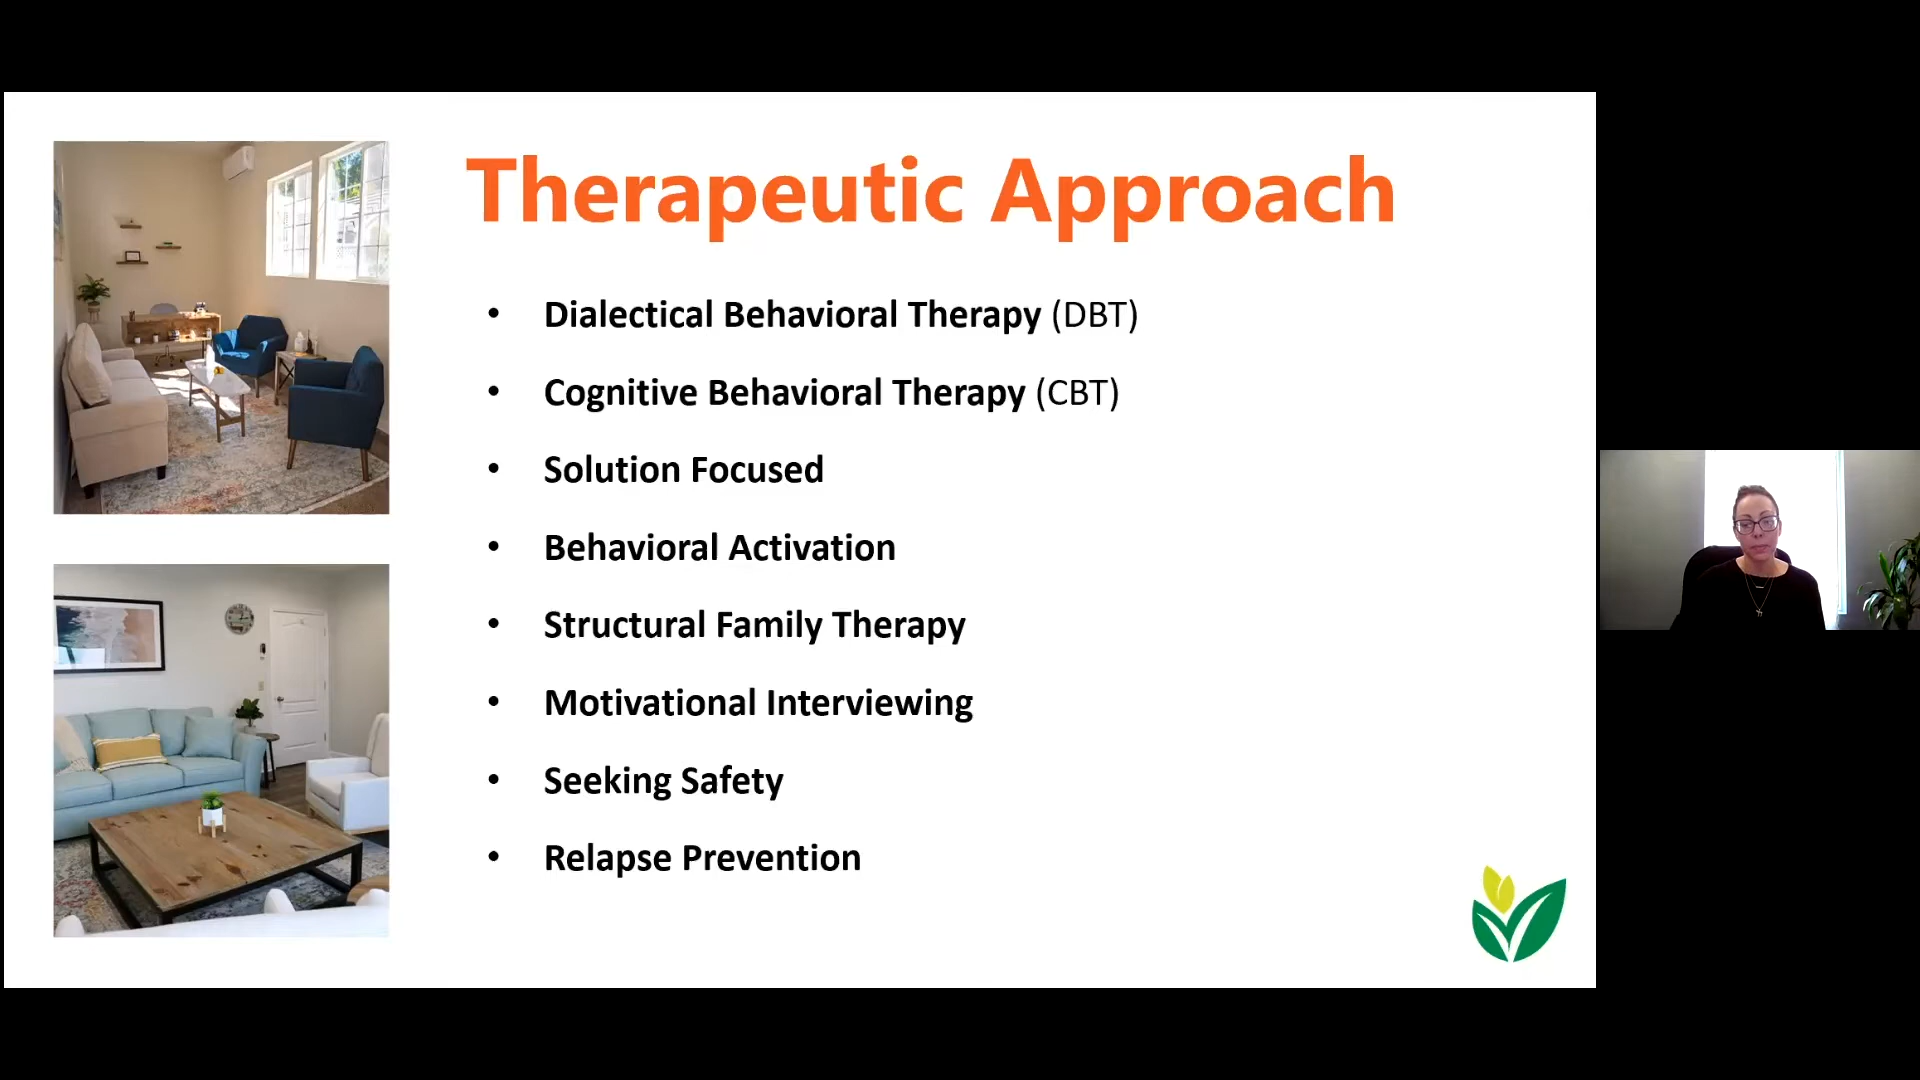 Therapeutic Approach
• Dialectical Behavioral Therapy (DBT)
• Cognitive Behavioral Therapy (CBT)
• Solution Focused
• Behavioral Activation
• Structural Family Therapy
• Motivational Interviewing
• Seeking Safety
• Relapse Prevention